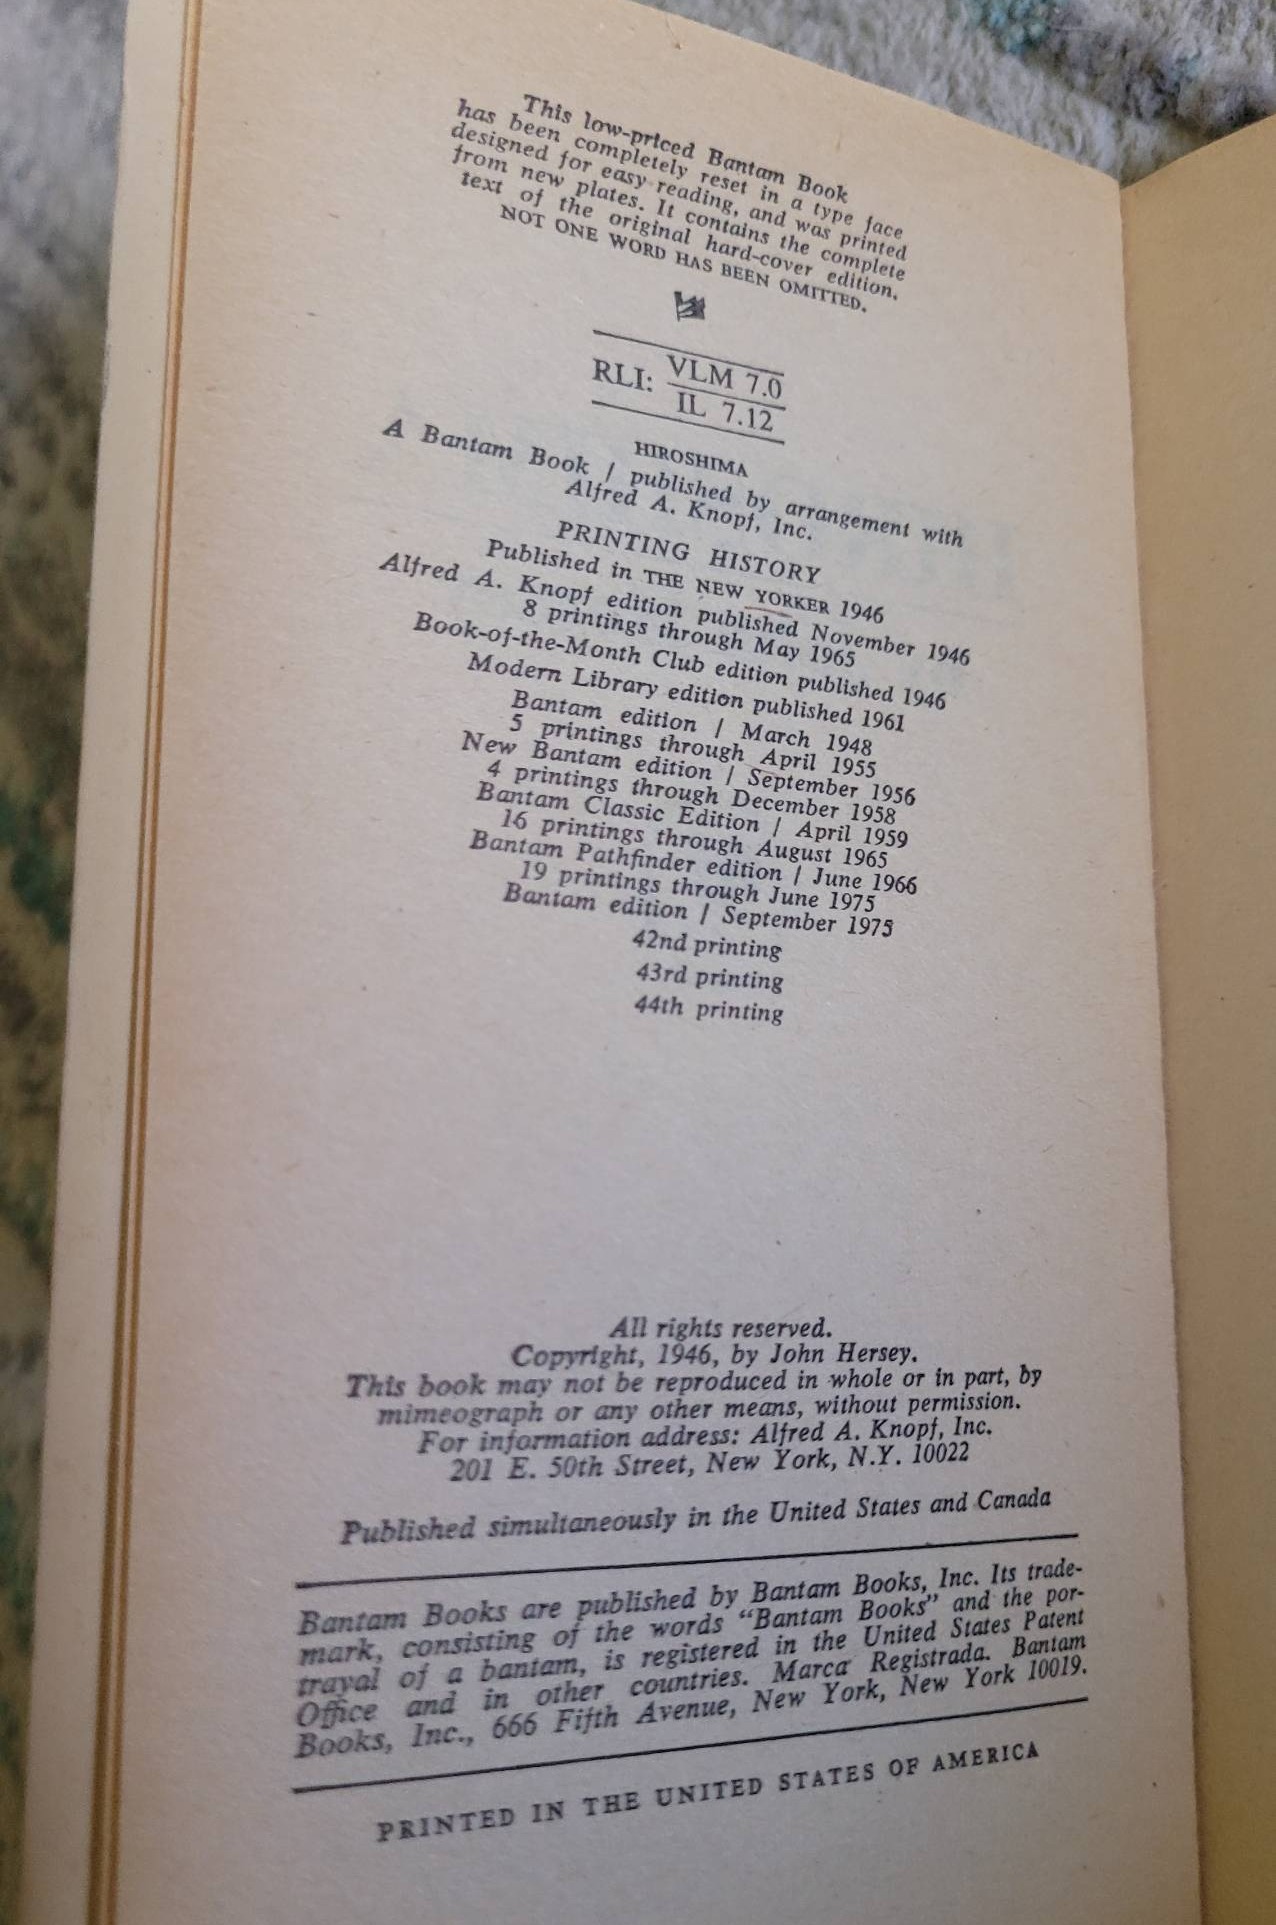 This low-priced Bantam Book
has been completely reset in a type face
designed for easy reading, and was printed
from new plates. It contains the complete
text of the original hard-cover edition.
NOT ONE WORD HAS BEEN OMITTED.
RLI: VLM 7.0
IL 7.12
HIROSHIMA
A Bantam Book / published by arrangement with
Alfred A. Knopf, Inc.
PRINTING HISTORY
Published in THE NEW YORKER 1946
Alfred A. Knopf edition published November 1946
8 printings through May 1965
Book-of-the-Month Club edition published 1946
Modern Library edition published 1961
Bantam edition / March 1948
5 printings through April 1955
New Bantam edition / September 1956
4 printings through December 1958
Bantam Classic Edition / April 1959
16 printings through August 1965
Bantam Pathfinder edition / June 1966
19 printings through June 1975
Bantam edition / September 1975
42nd printing
43rd printing
44th printing
All rights reserved.
Copyright, 1946, by John Hersey.
This book may not be reproduced in whole or in part, by
mimeograph or any other means, without permission.
For information address: Alfred A. Knopf, Inc.
201 E. 50th Street, New York, N.Y. 10022
Published simultaneously in the United States and Canada
Bantam Books are published by Bantam Books, Inc. Its trade-
mark, consisting of the words "Bantam Books" and the por-
trayal of a bantam, is registered in the United States Patent
Office and in other countries. Marca Registrada. Bantam
Books, Inc., 666 Fifth Avenue, New York, New York 10019.
PRINTED IN THE UNITED STATES OF AMERICA